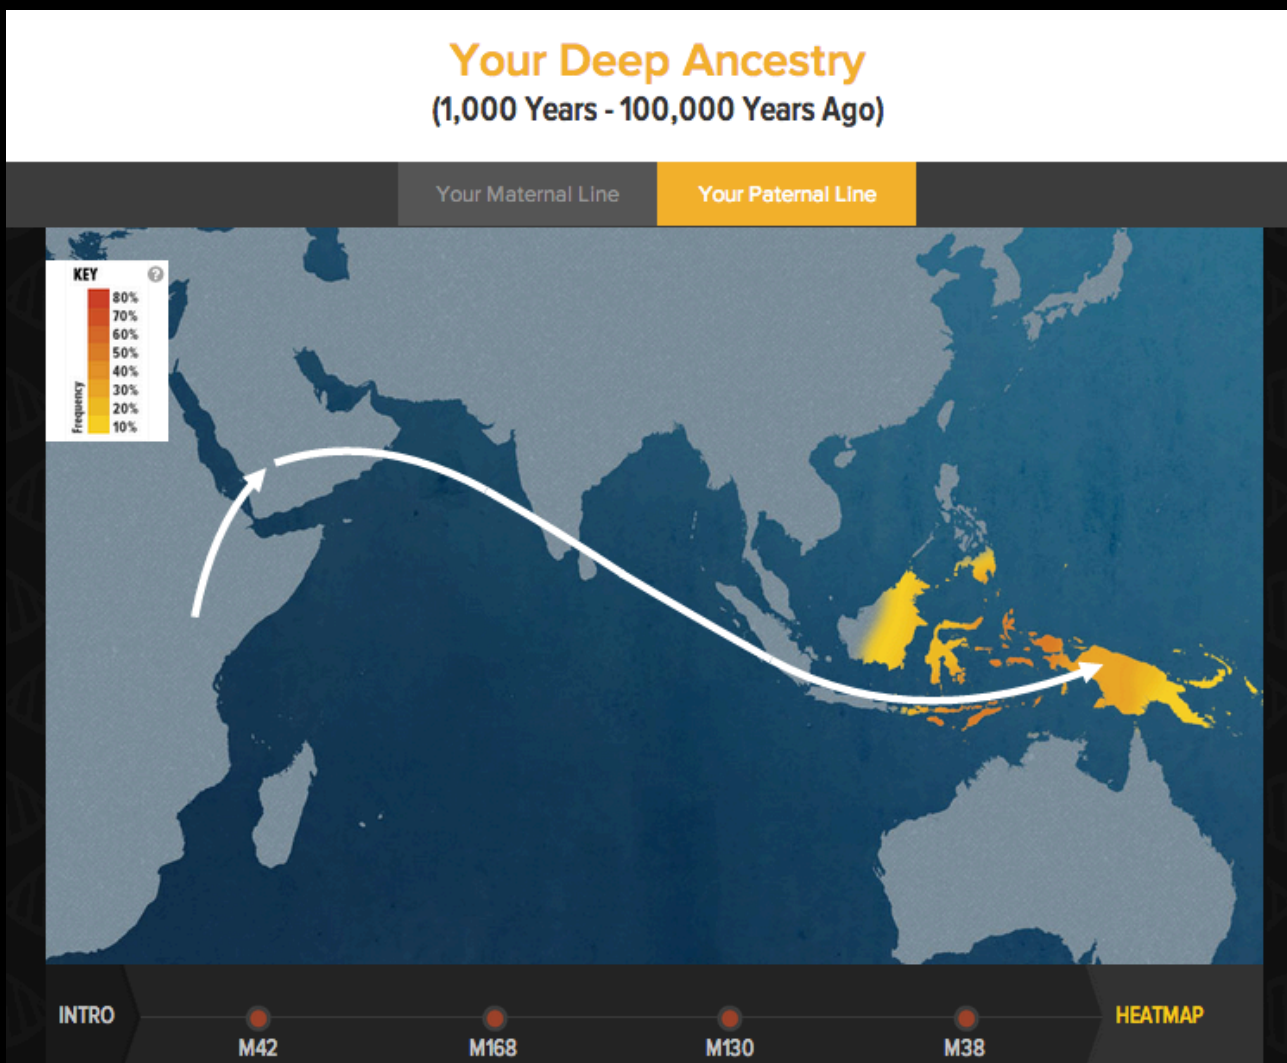 Your Deep Ancestry
(1,000 Years - 100,000 Years Ago)
Your Maternal Line
Your Paternal Line
KEY
?
80%
70%
60%
50%
40%
30%
20%
10%
Frequency
INTRO
M42
M168
M130
M38
HEATMAP